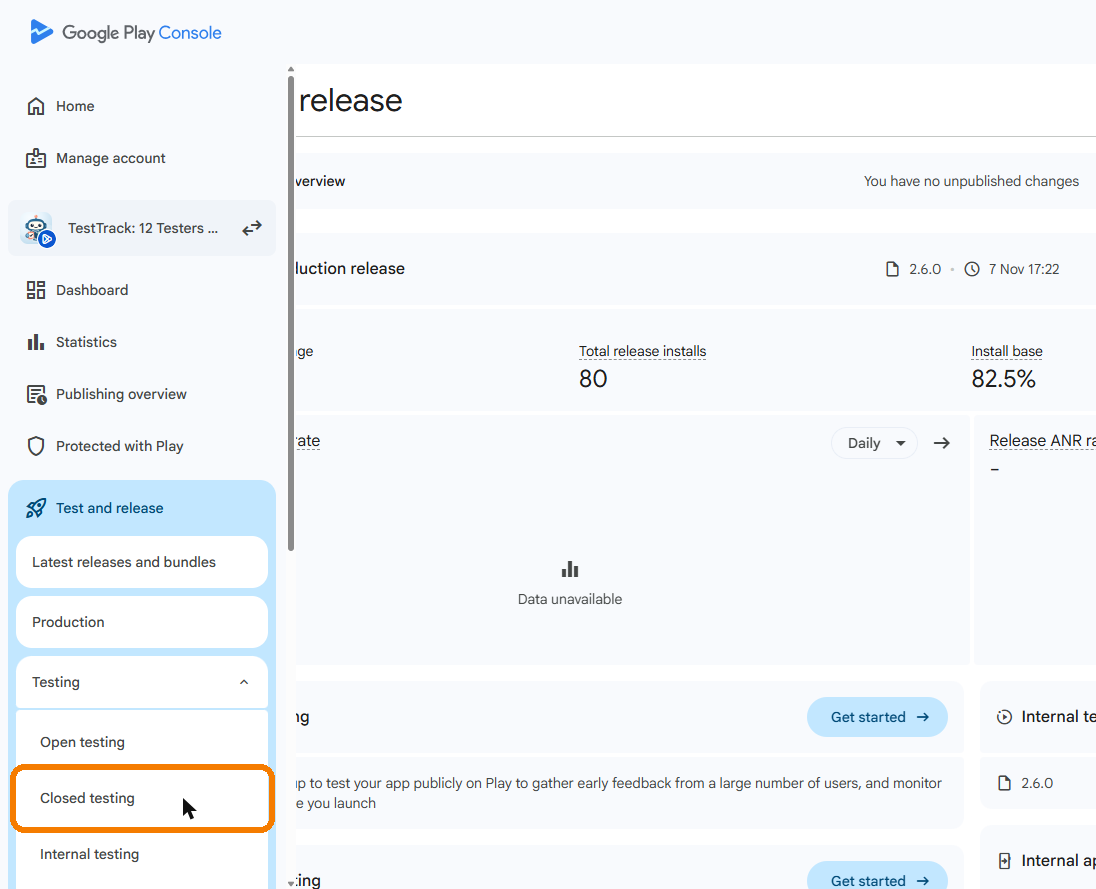 Google Play Console
Home
Manage account
TestTrack: 12 Testers ...
Dashboard
Statistics
Publishing overview
Protected with Play
Test and release
Latest releases and bundles
Production
Testing
Open testing
Closed testing
Internal testing
release
verview
You have no unpublished changes
luction release
2.6.0 • 7 Nov 17:22
ge
Total release installs
80
Install base
82.5%
rate
Daily
Release ANR ra
–
Data unavailable
ng
Get started
Internal te
up to test your app publicly on Play to gather early feedback from a large number of users, and monitor
e you launch
2.6.0
ting
Get started
Internal ap